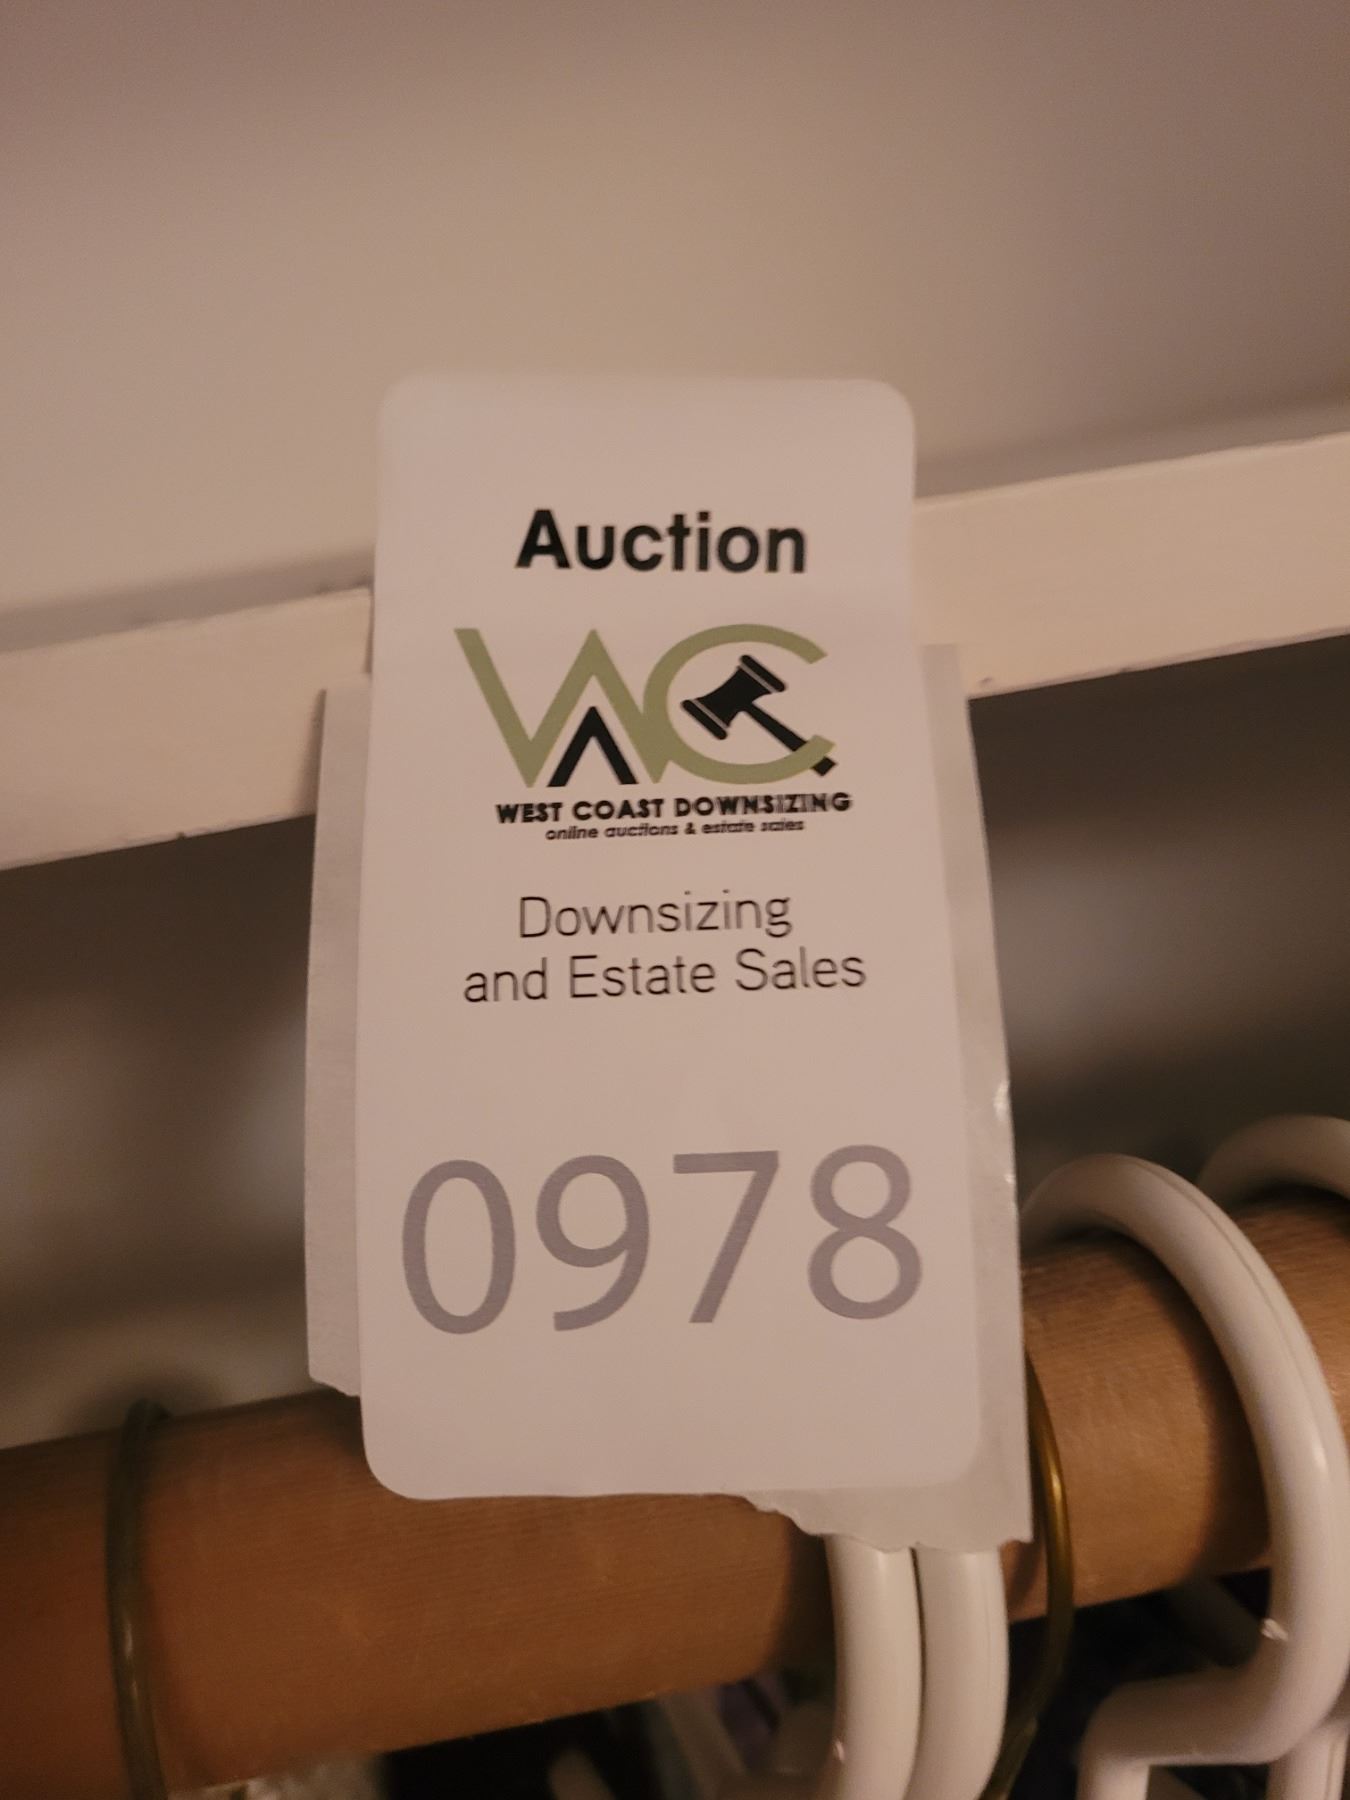 Auction
WC
WEST COAST DOWNSIZING
online auctions & estate sales
Downsizing
and Estate Sales
0978